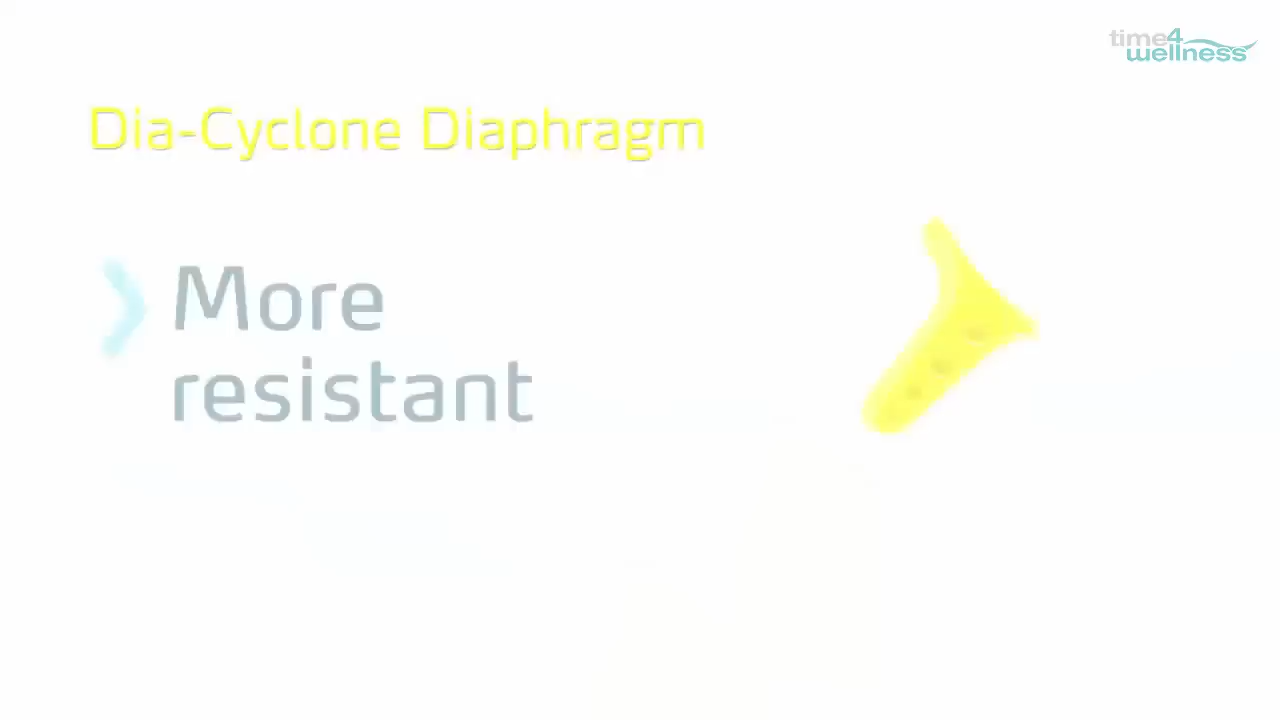 time4
wellness
Dia-Cyclone Diaphragm
More
resistant